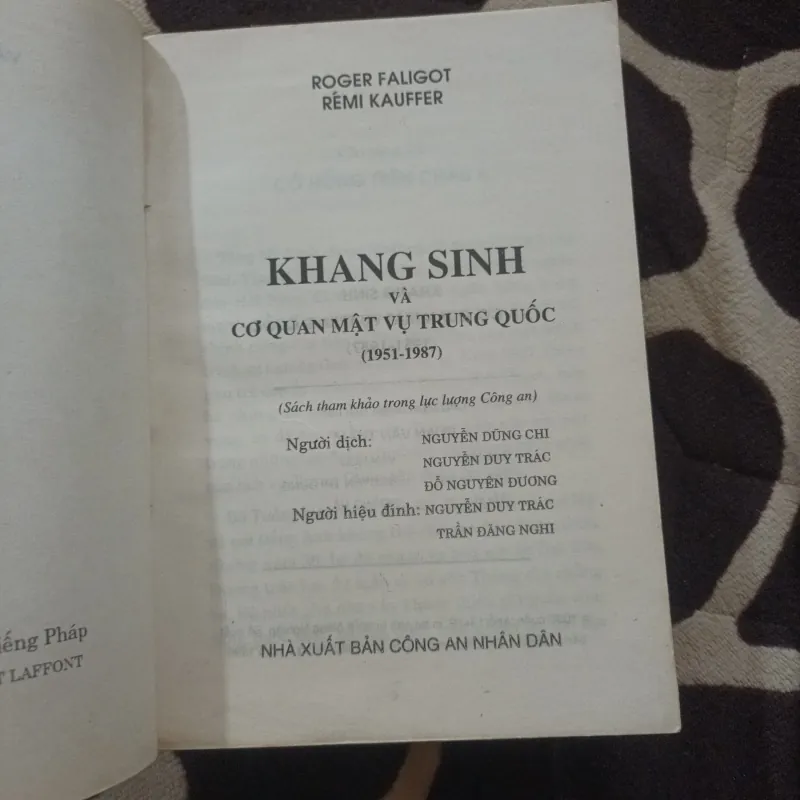 ROGER FALIGOT
RÉMI KAUFFER
KHANG SINH
VÀ
CƠ QUAN MẬT VỤ TRUNG QUỐC
(1951-1987)
(Sách tham khảo trong lực lượng Công an)
Người dịch: NGUYỄN DŨNG CHI
NGUYỄN DUY TRÁC
ĐỖ NGUYÊN ĐƯƠNG
Người hiệu đính: NGUYỄN DUY TRÁC
TRẦN ĐĂNG NGHI
NHÀ XUẤT BẢN CÔNG AN NHÂN DÂN
iếng Pháp
T LAFFONT